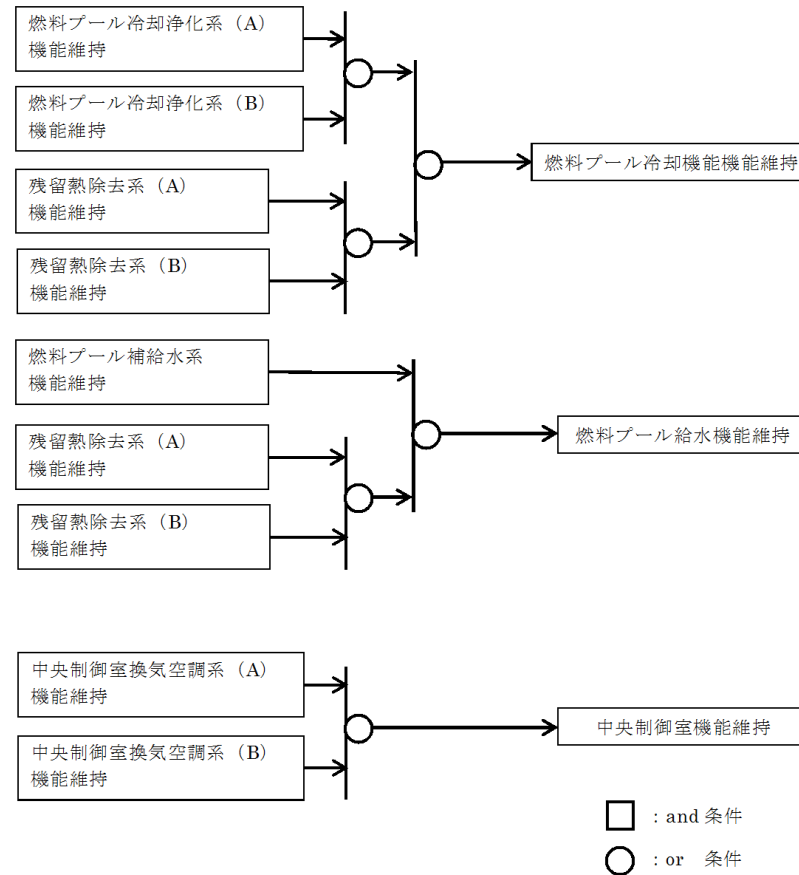 燃料プール冷却浄化系（A）
機能維持
燃料プール冷却浄化系（B）
機能維持
燃料プール冷却機能機能維持
残留熱除去系（A）
機能維持
残留熱除去系（B）
機能維持
燃料プール補給水系
機能維持
残留熱除去系（A）
機能維持
燃料プール給水機能維持
残留熱除去系（B）
機能維持
中央制御室換気空調系（A）
機能維持
中央制御室機能維持
中央制御室換気空調系（B）
機能維持
：and 条件
：or 条件